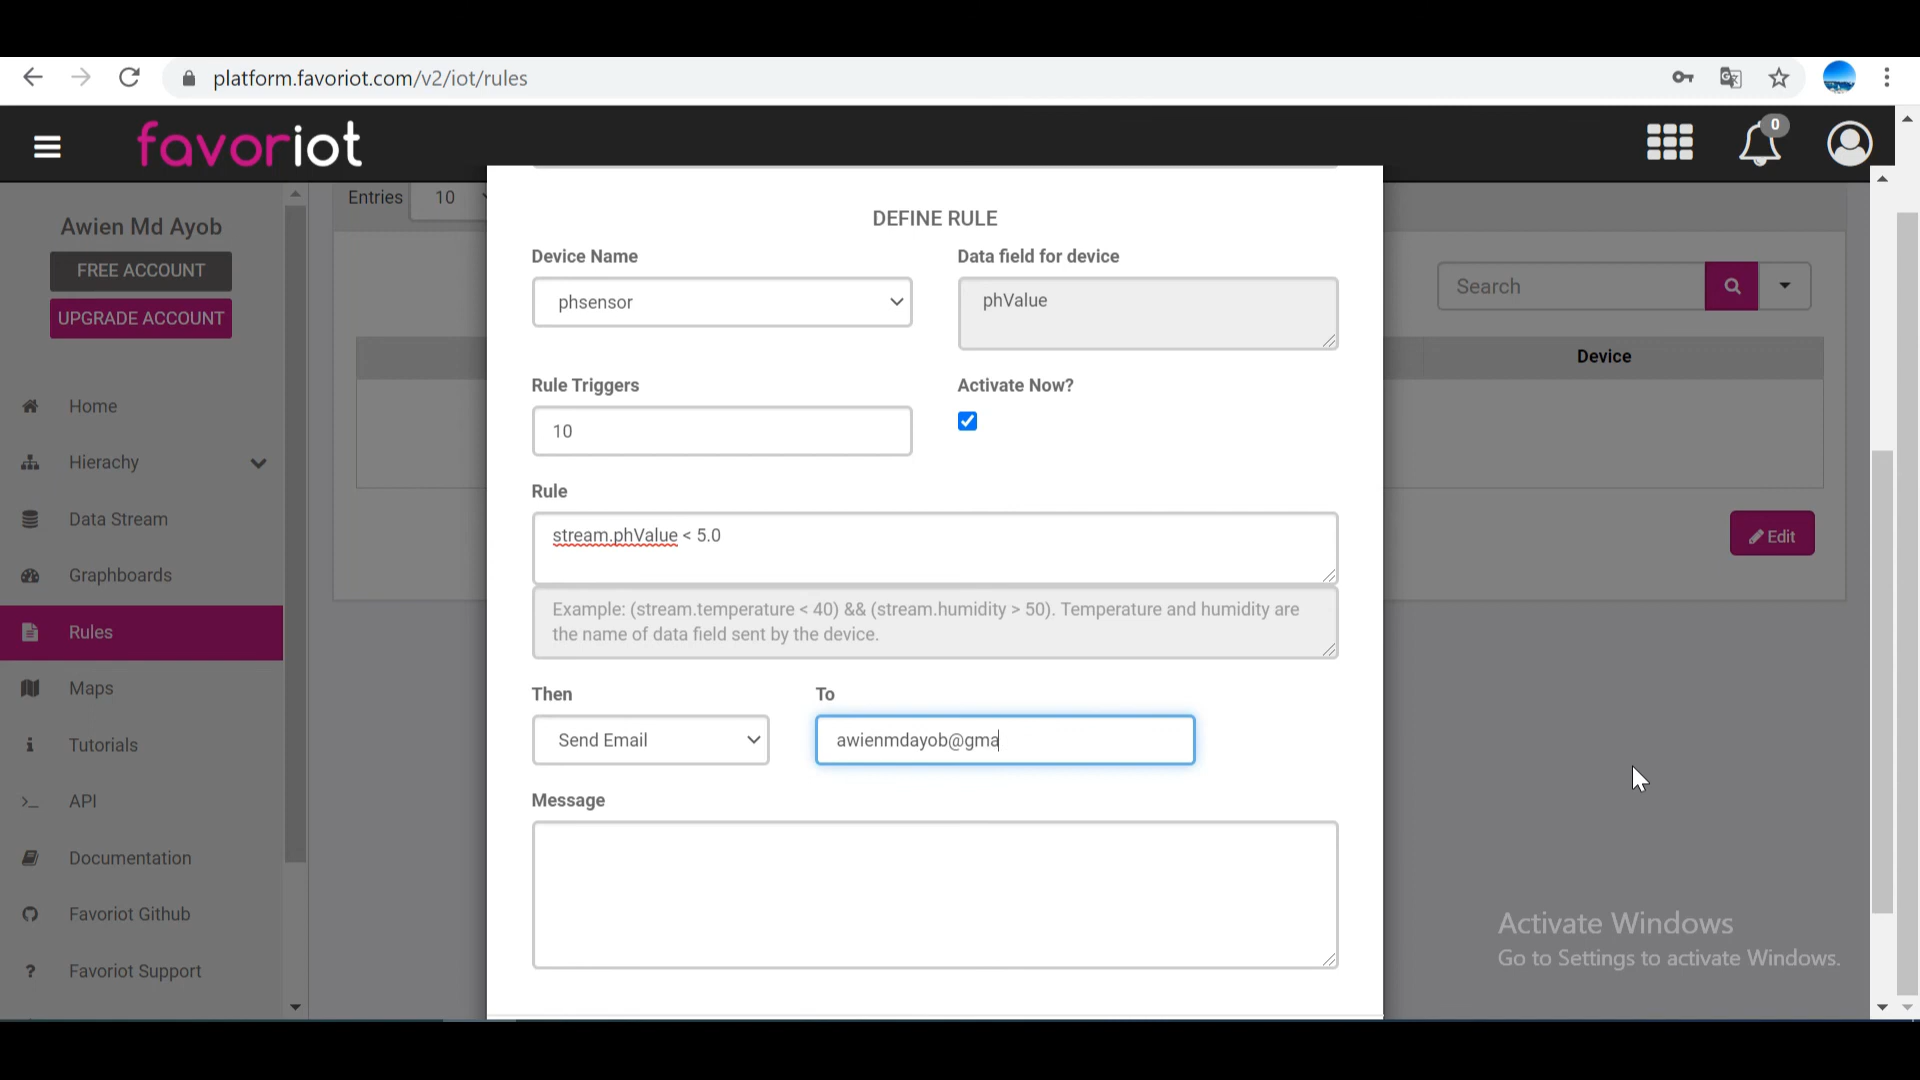 platform.favoriot.com/v2/iot/rules
favoriot
0
Awien Md Ayob
FREE ACCOUNT
UPGRADE ACCOUNT
Home
Hierachy
Data Stream
Graphboards
Rules
Maps
Tutorials
API
Documentation
Favoriot Github
Favoriot Support
Entries 10
DEFINE RULE
Device Name
Data field for device
phsensor
phValue
Rule Triggers
Activate Now?
10
Rule
stream.phValue < 5.0
Example: (stream.temperature < 40) && (stream.humidity > 50). Temperature and humidity are
the name of data field sent by the device.
Then
To
Send Email
awienmdayob@gma
Message
Search
Device
Edit
Activate Windows
Go to Settings to activate Windows.